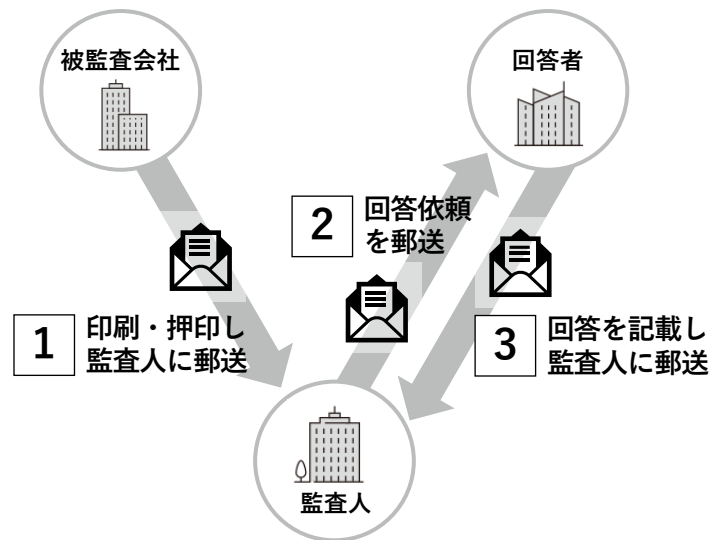 被監査会社
回答者
2
回答依頼
を郵送
1
印刷・押印し
監査人に郵送
3
回答を記載し
監査人に郵送
監査人